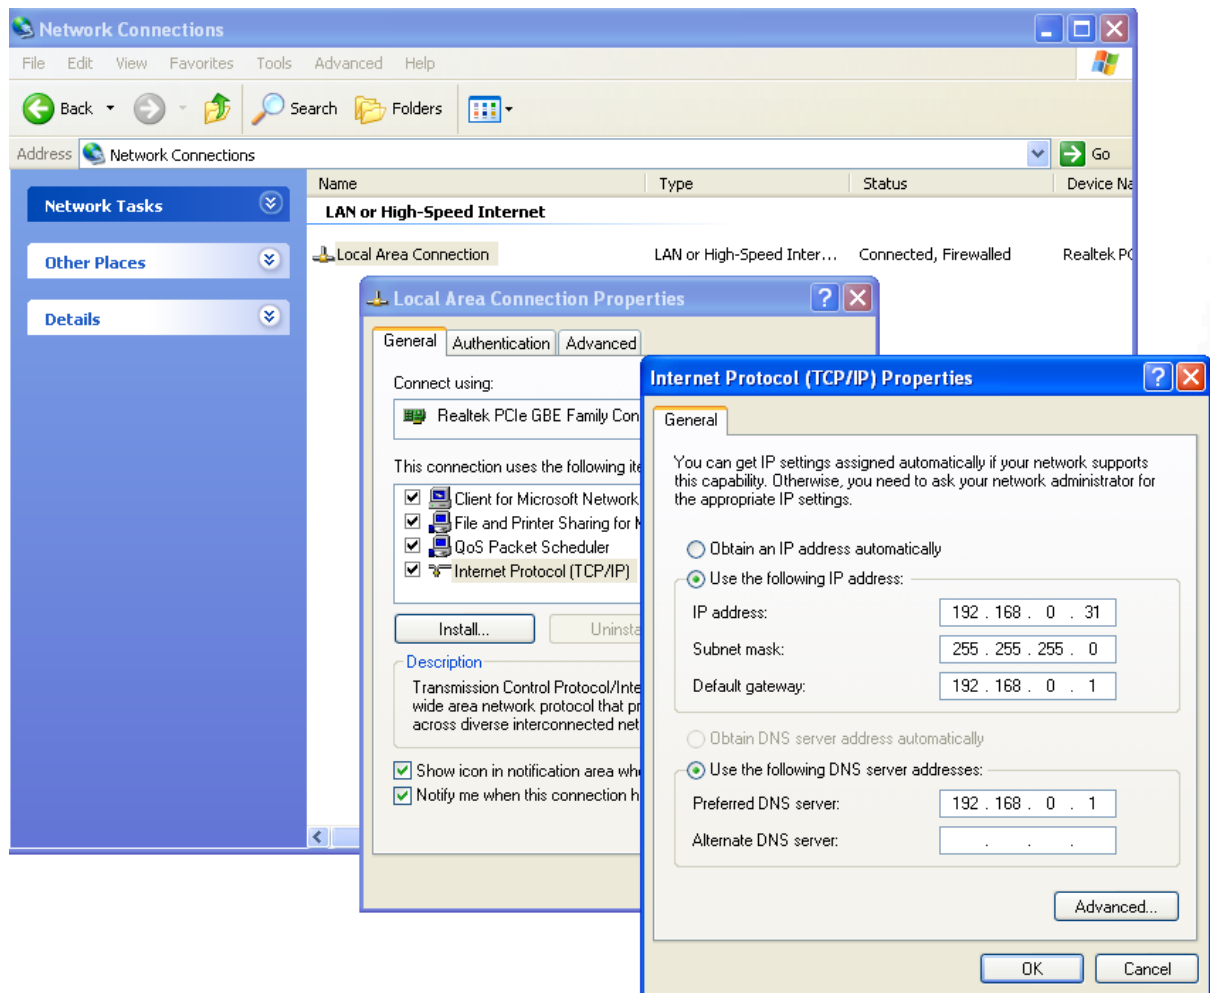 Network Connections
File Edit View Favorites Tools Advanced Help
Back Search Folders
Address Network Connections Go
Network Tasks
Other Places
Details
Name Type Status Device Na
LAN or High-Speed Internet
Local Area Connection LAN or High-Speed Inter... Connected, Firewalled Realtek PC
Local Area Connection Properties
General Authentication Advanced
Connect using:
Realtek PCIe GBE Family Con
This connection uses the following ite
Client for Microsoft Network
File and Printer Sharing for M
QoS Packet Scheduler
Internet Protocol (TCP/IP)
Install... Uninsta
Description
Transmission Control Protocol/Inte
wide area network protocol that pr
across diverse interconnected net
Show icon in notification area whe
Notify me when this connection h
Internet Protocol (TCP/IP) Properties
General
You can get IP settings assigned automatically if your network supports
this capability. Otherwise, you need to ask your network administrator for
the appropriate IP settings.
Obtain an IP address automatically
Use the following IP address:
IP address: 192 . 168 . 0 . 31
Subnet mask: 255 . 255 . 255 . 0
Default gateway: 192 . 168 . 0 . 1
Obtain DNS server address automatically
Use the following DNS server addresses:
Preferred DNS server: 192 . 168 . 0 . 1
Alternate DNS server: . . .
Advanced...
OK Cancel